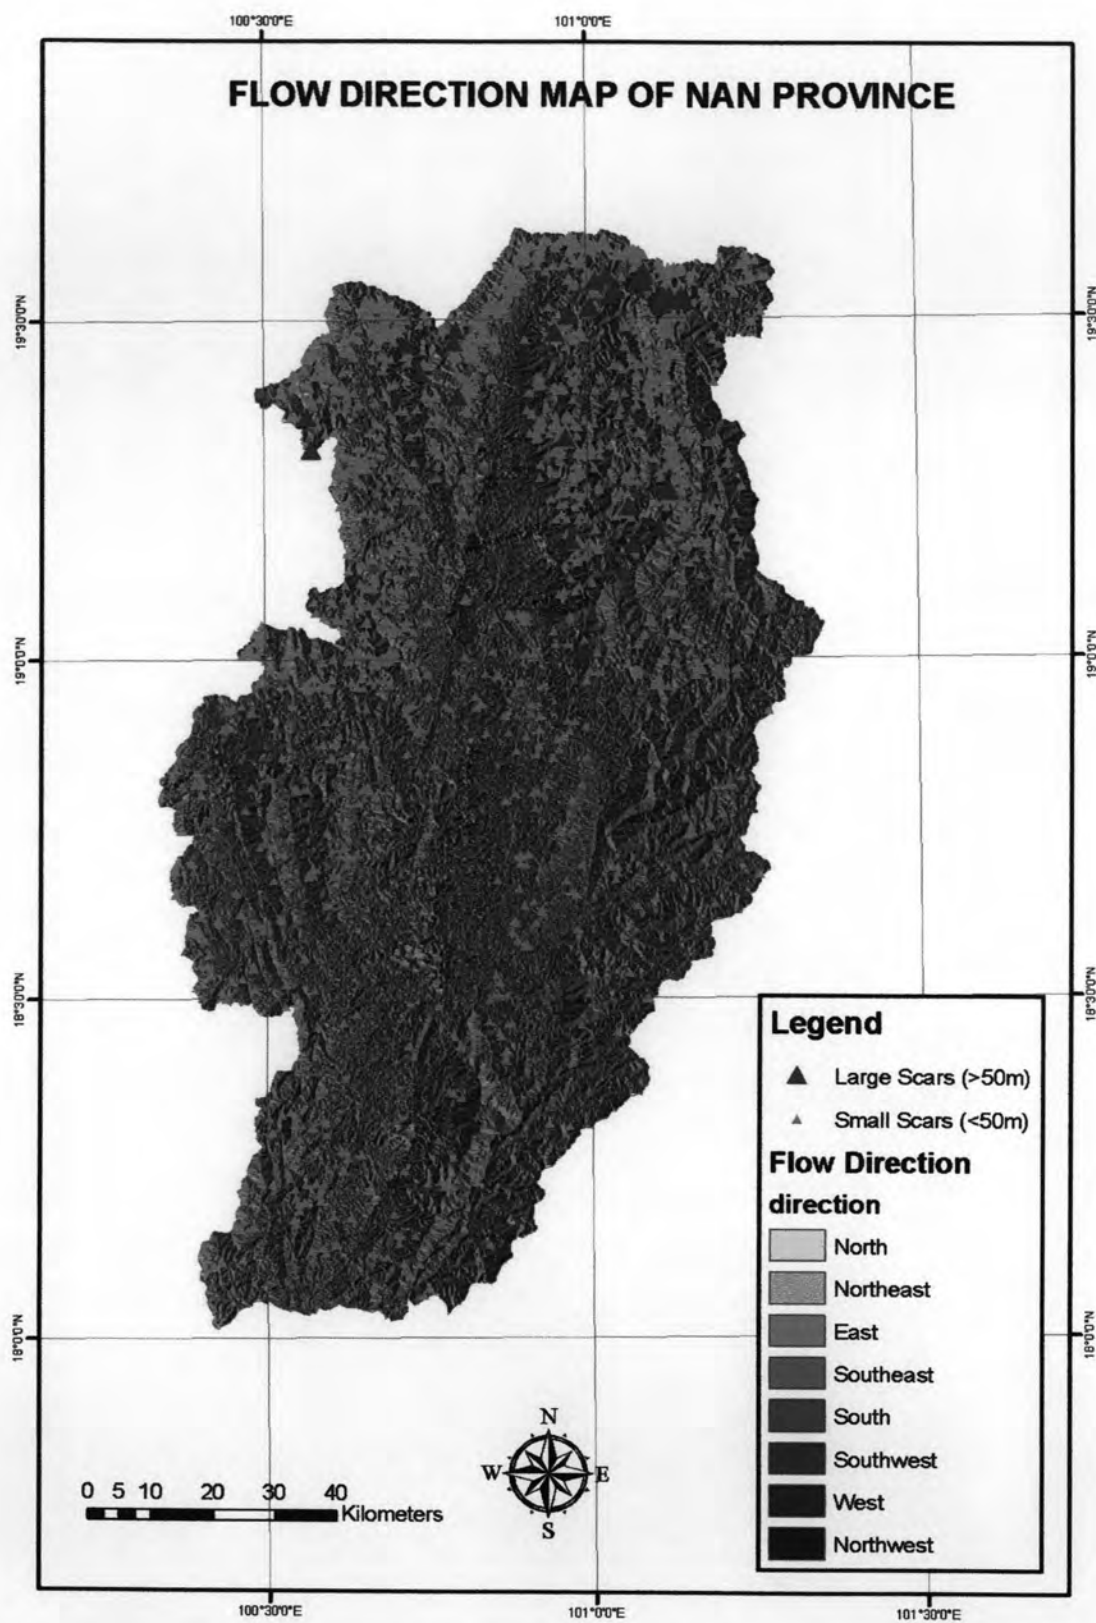 100°30'0"E
101°0'0"E
FLOW DIRECTION MAP OF NAN PROVINCE
19°30'0"N
19°30'0"N
19°0'0"N
19°0'0"N
18°30'0"N
18°30'0"N
Legend
Large Scars (>50m)
Small Scars (<50m)
Flow Direction
direction
North
Northeast
East
Southeast
South
Southwest
West
Northwest
18°0'0"N
18°0'0"N
N
W
E
S
0 5 10 20 30 40
Kilometers
100°30'0"E
101°0'0"E
101°30'0"E